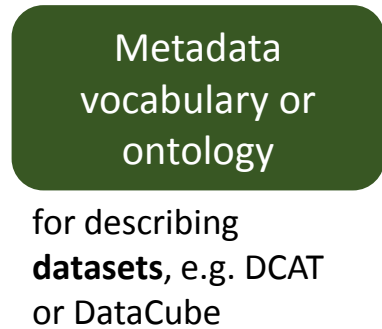 Metadata
vocabulary or
ontology
for describing
datasets, e.g. DCAT
or DataCube